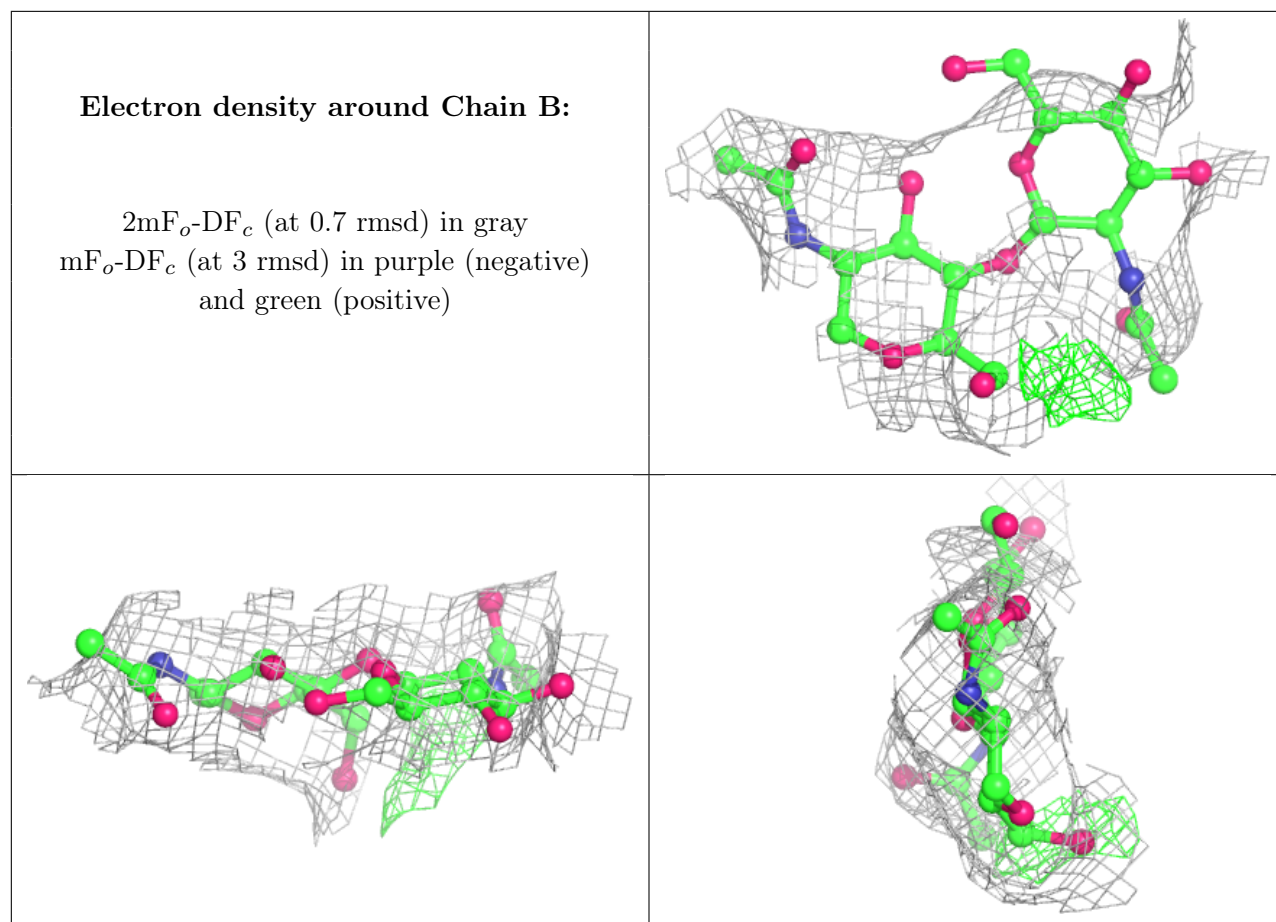 Electron density around Chain B:
2mFₒ-DF𝒸 (at 0.7 rmsd) in gray
mFₒ-DF𝒸 (at 3 rmsd) in purple (negative)
and green (positive)